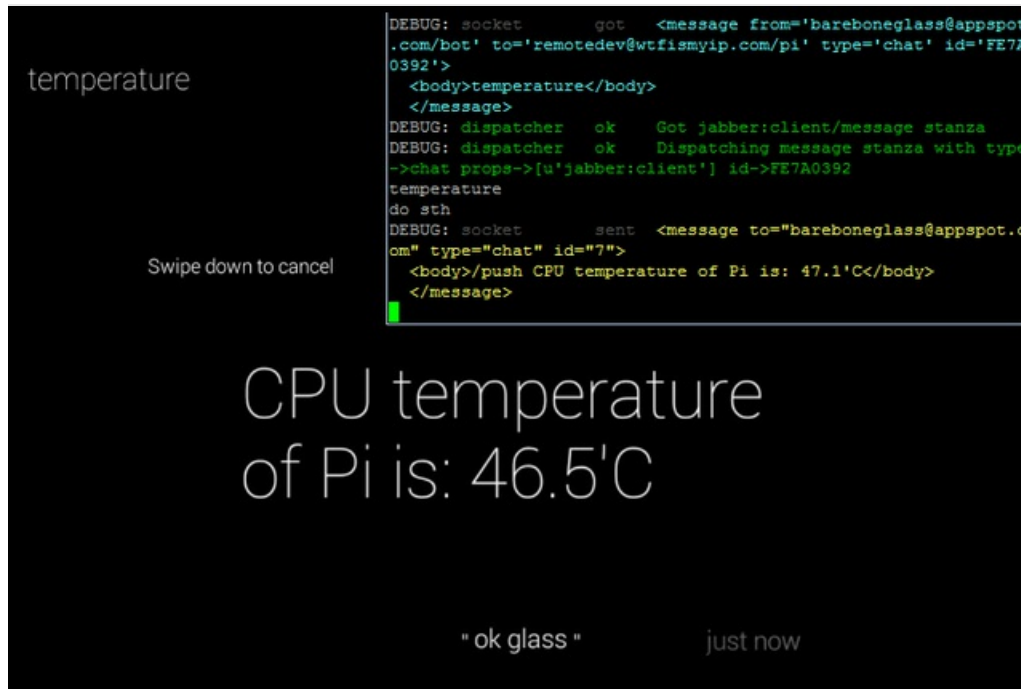 temperature
Swipe down to cancel
DEBUG: socket got <message from='bareboneglass@appspot
.com/bot' to='remotedev@wtfismyip.com/pi' type='chat' id='FE7A
0392'>
<body>temperature</body>
</message>
DEBUG: dispatcher ok Got jabber:client/message stanza
DEBUG: dispatcher ok Dispatching message stanza with type
->chat props->[u'jabber:client'] id->FE7A0392
temperature
do sth
DEBUG: socket sent <message to="bareboneglass@appspot.c
om" type="chat" id="7">
<body>/push CPU temperature of Pi is: 47.1'C</body>
</message>
CPU temperature
of Pi is: 46.5'C
" ok glass "
just now